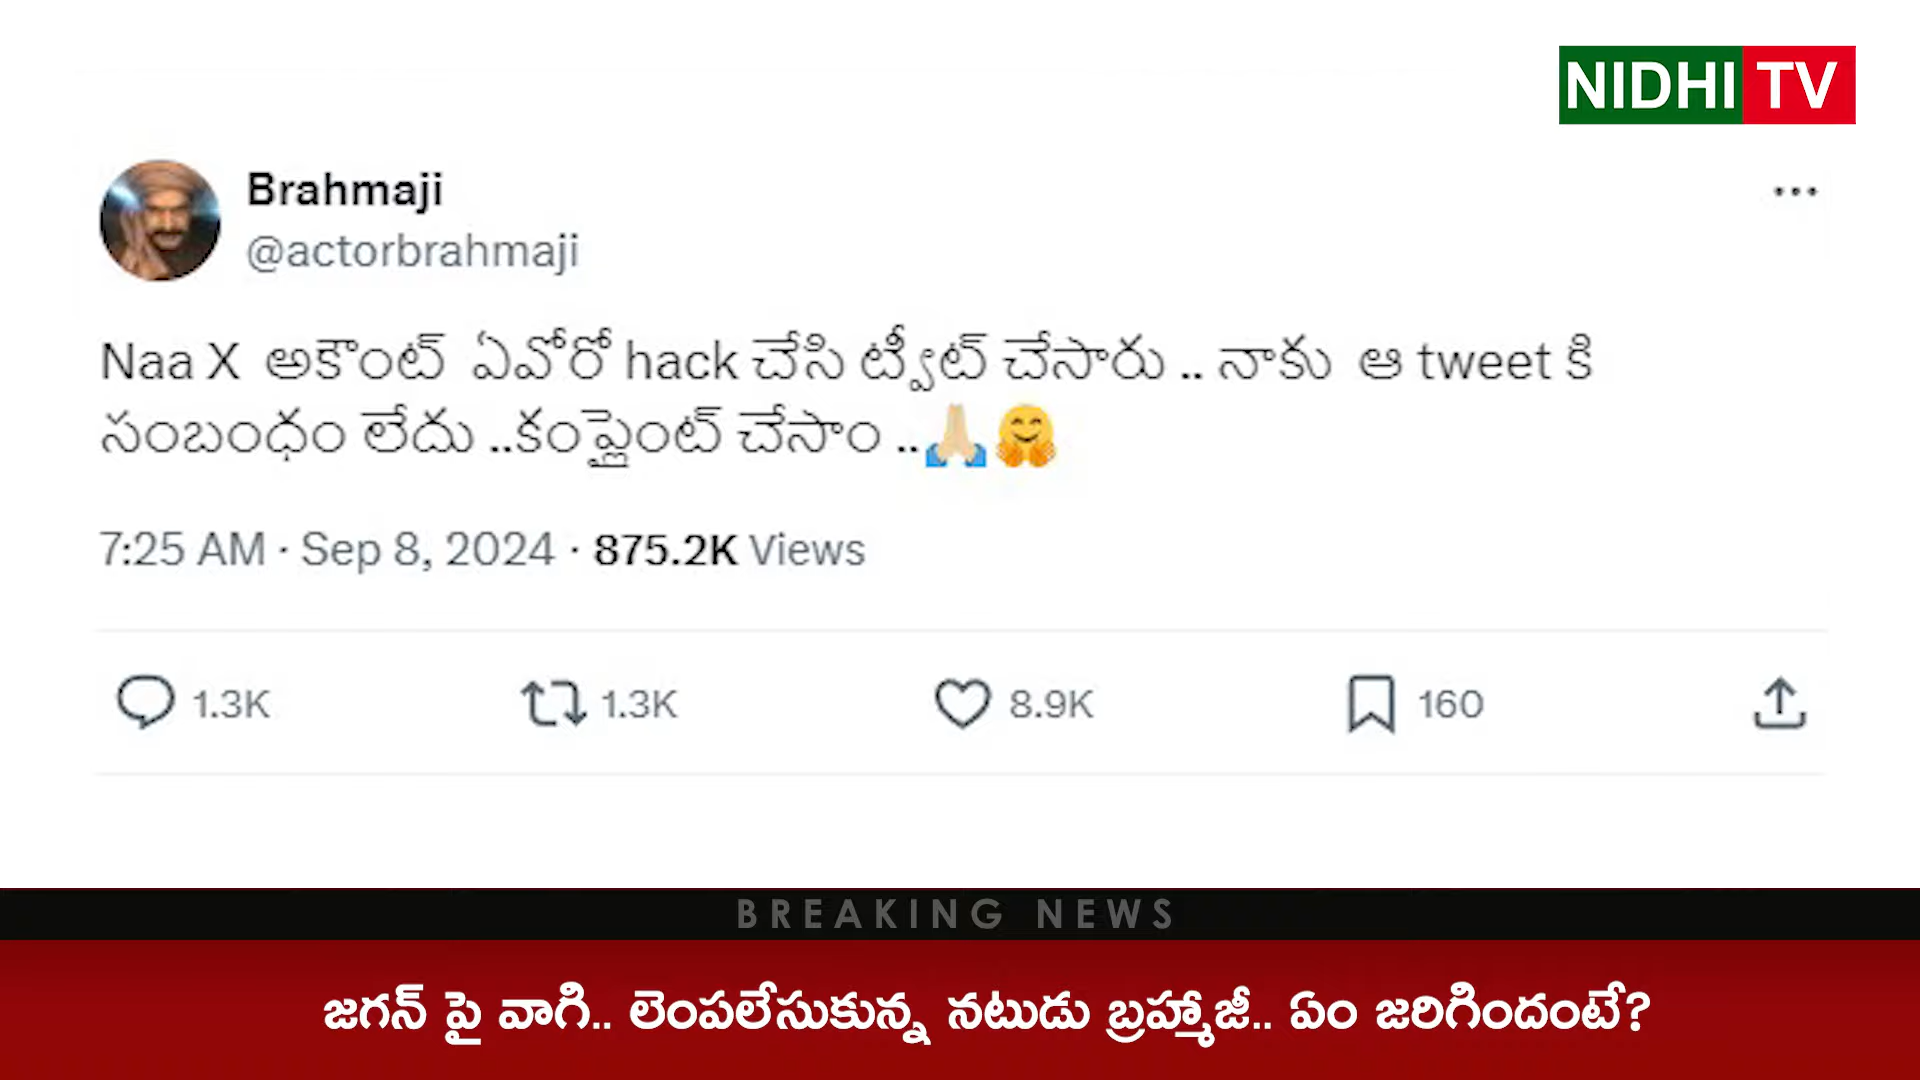 NIDHI TV
Brahmaji
@actorbrahmaji
Naa X అకౌంట్ ఏవోరో hack చేసి ట్వీట్ చేసారు .. నాకు ఆ tweet కి
సంబంధం లేదు ..కంప్లైంట్ చేసాం ..🙏🏼🤗
7:25 AM · Sep 8, 2024 · 875.2K Views
1.3K 1.3K 8.9K 160
BREAKING NEWS
జగన్ పై వాగి.. లెంపలేసుకున్న నటుడు బ్రహ్మాజీ.. ఏం జరిగిందంటే?